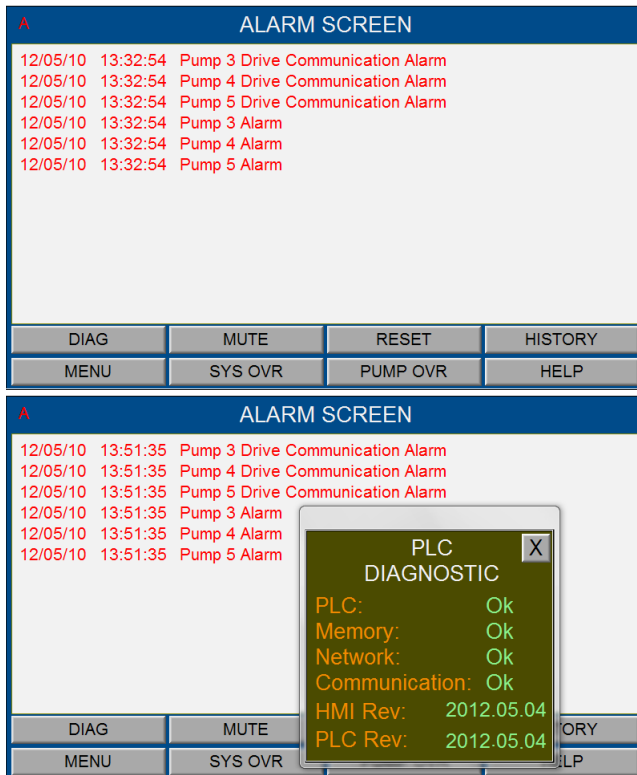 A ALARM SCREEN
12/05/10 13:32:54 Pump 3 Drive Communication Alarm
12/05/10 13:32:54 Pump 4 Drive Communication Alarm
12/05/10 13:32:54 Pump 5 Drive Communication Alarm
12/05/10 13:32:54 Pump 3 Alarm
12/05/10 13:32:54 Pump 4 Alarm
12/05/10 13:32:54 Pump 5 Alarm
DIAG MUTE RESET HISTORY
MENU SYS OVR PUMP OVR HELP
A ALARM SCREEN
12/05/10 13:51:35 Pump 3 Drive Communication Alarm
12/05/10 13:51:35 Pump 4 Drive Communication Alarm
12/05/10 13:51:35 Pump 5 Drive Communication Alarm
12/05/10 13:51:35 Pump 3 Alarm
12/05/10 13:51:35 Pump 4 Alarm
12/05/10 13:51:35 Pump 5 Alarm
PLC X
DIAGNOSTIC
PLC: Ok
Memory: Ok
Network: Ok
Communication: Ok
HMI Rev: 2012.05.04
PLC Rev: 2012.05.04
DIAG MUTE ORY
MENU SYS OVR ELP